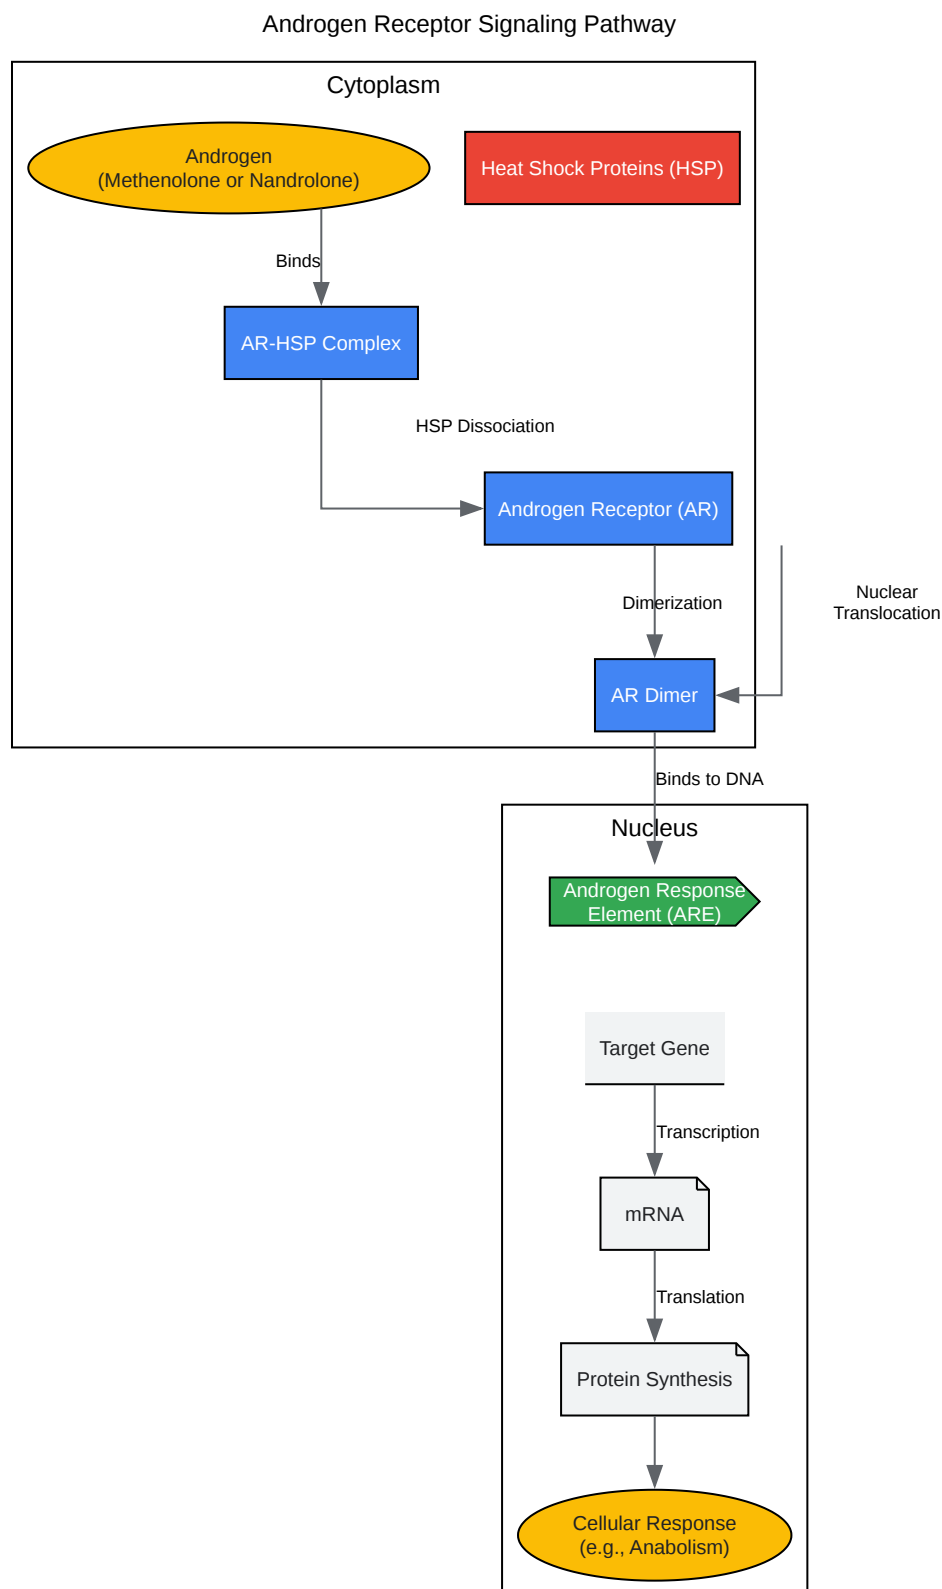 Androgen Receptor Signaling Pathway
Cytoplasm
Androgen
(Methenolone or Nandrolone)
Heat Shock Proteins (HSP)
Binds
AR-HSP Complex
HSP Dissociation
Androgen Receptor (AR)
Dimerization
Nuclear
Translocation
AR Dimer
Binds to DNA
Nucleus
Androgen Response
Element (ARE)
Target Gene
Transcription
mRNA
Translation
Protein Synthesis
Cellular Response
(e.g., Anabolism)